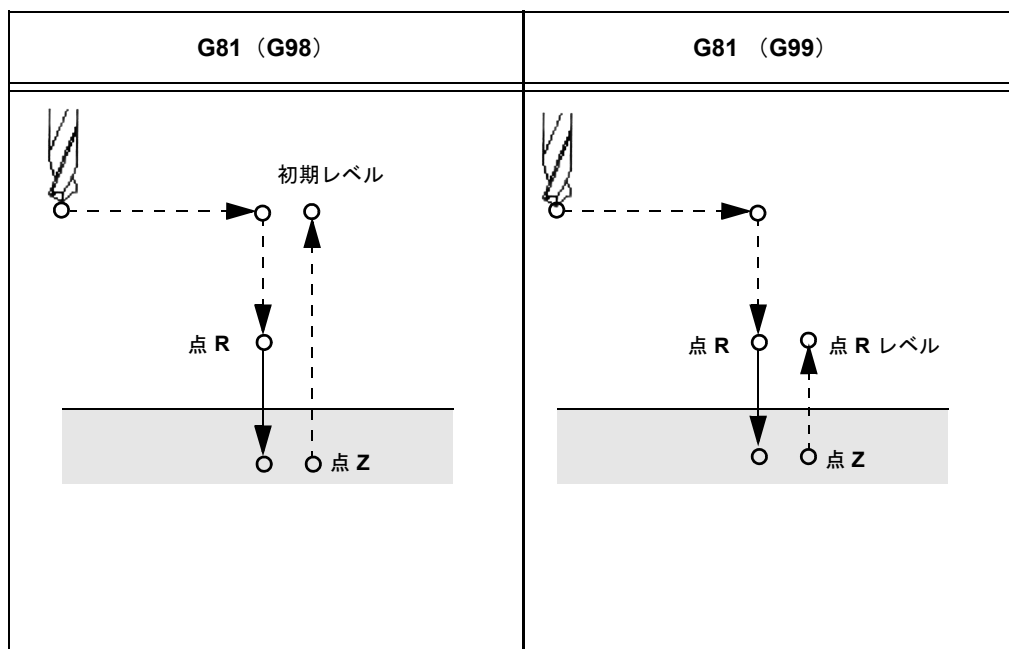 G81（G98）
G81 （G99）
初期レベル
点 R
点 Z
点 R
点 R レベル
点 Z